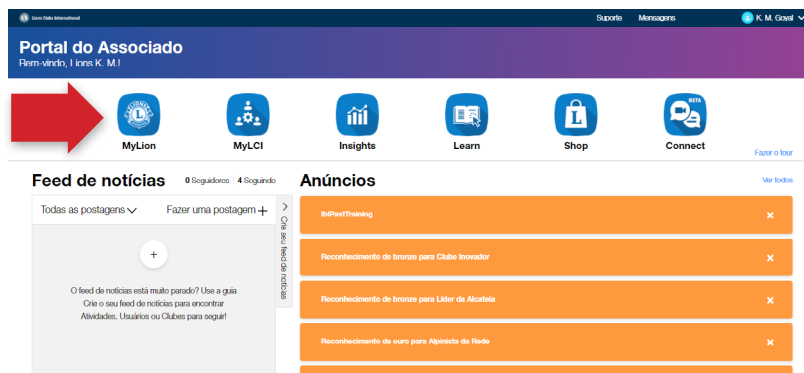 Lions Clubs International
Suporte Mensagens K. M. Goyal
Portal do Associado
Bem-vindo, Lions K. M.!
MyLion MyLCI Insights Learn Shop Connect
BETA
Fazer o tour
Feed de notícias 0 Seguidores 4 Seguindo
Todas as postagens Fazer uma postagem +
Crie seu feed de notícias
+
O feed de notícias está muito parado? Use a guia
Crie o seu feed de notícias para encontrar
Atividades, Usuários ou Clubes para seguir!
Anúncios Ver todos
lblPastTraining
Reconhecimento de bronze para Clube Inovador
Reconhecimento de bronze para Líder da Alcateia
Reconhecimento de ouro para Alpinista da Rede